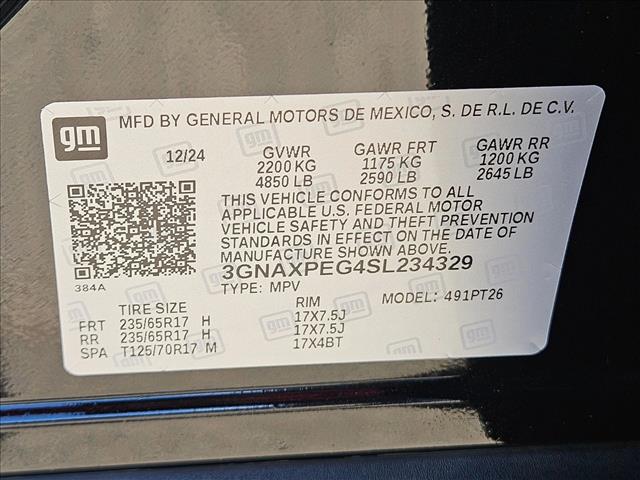 gm MFD BY GENERAL MOTORS DE MEXICO, S. DE R.L. DE C.V.
12/24 GVWR GAWR FRT GAWR RR
2200 KG 1175 KG 1200 KG
4850 LB 2590 LB 2645 LB
THIS VEHICLE CONFORMS TO ALL
APPLICABLE U.S. FEDERAL MOTOR
VEHICLE SAFETY AND THEFT PREVENTION
STANDARDS IN EFFECT ON THE DATE OF
MANUFACTURE SHOWN ABOVE.
3GNAXPEG4SL234329
384A
TYPE: MPV MODEL: 491PT26
TIRE SIZE RIM
FRT 235/65R17 H 17X7.5J
RR 235/65R17 H 17X7.5J
SPA T125/70R17 M 17X4BT